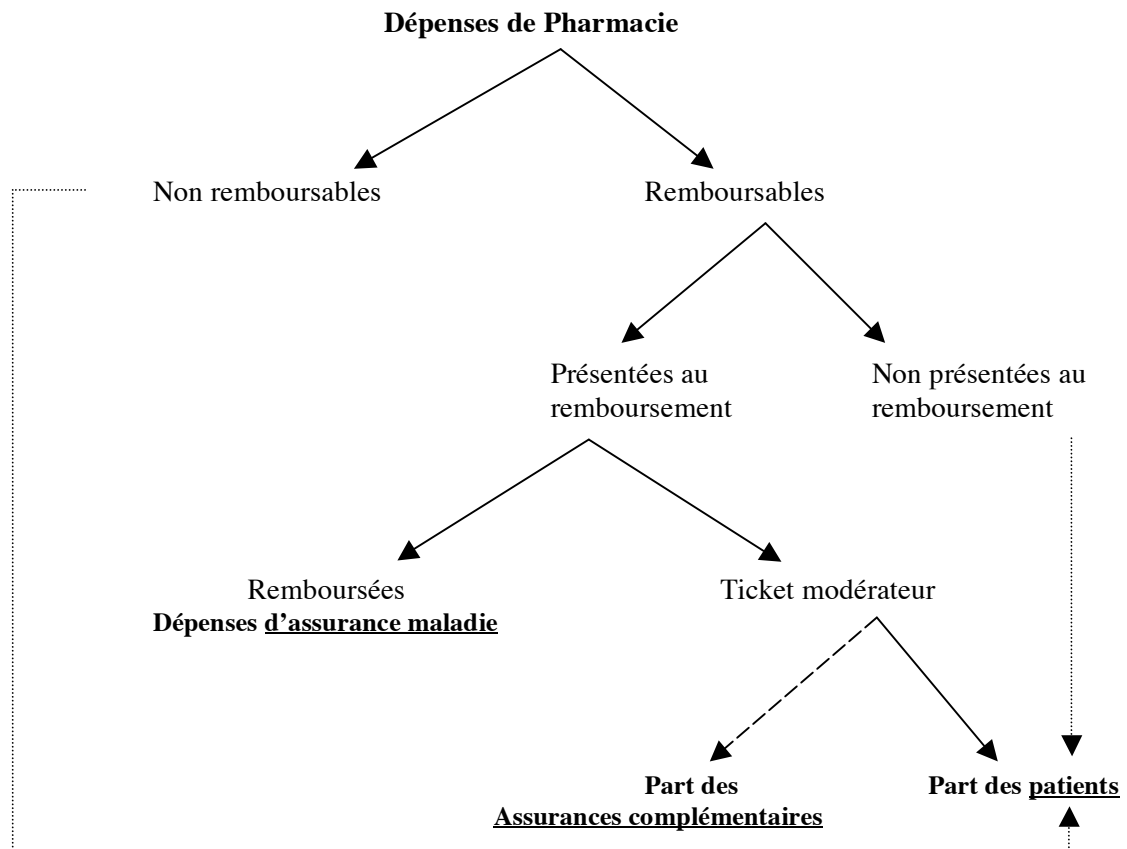 Dépenses de Pharmacie
Non remboursables
Remboursables
Présentées au
remboursement
Non présentées au
remboursement
Remboursées
Dépenses d’assurance maladie
Ticket modérateur
Part des
Assurances complémentaires
Part des patients